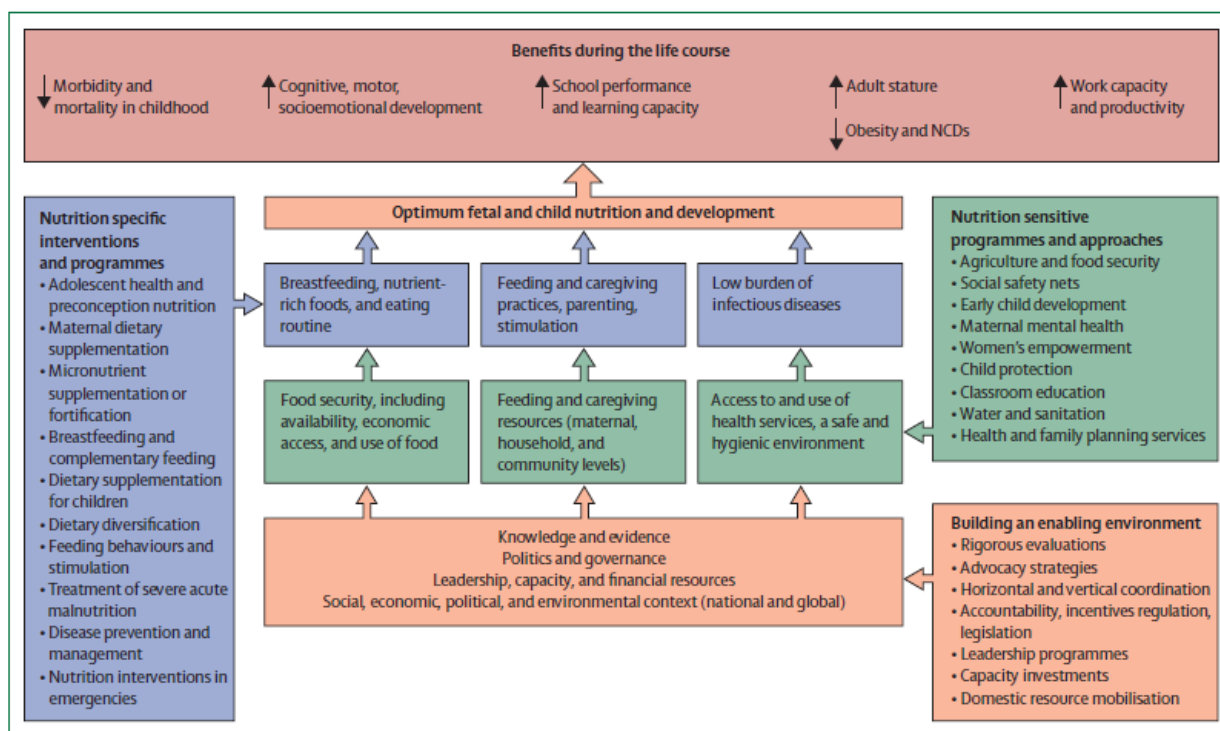 Benefits during the life course
Morbidity and
mortality in childhood
Cognitive, motor,
socioemotional development
School performance
and learning capacity
Adult stature
Obesity and NCDs
Work capacity
and productivity
Nutrition specific
interventions
and programmes
• Adolescent health and
preconception nutrition
• Maternal dietary
supplementation
• Micronutrient
supplementation or
fortification
• Breastfeeding and
complementary feeding
• Dietary supplementation
for children
• Dietary diversification
• Feeding behaviours and
stimulation
• Treatment of severe acute
malnutrition
• Disease prevention and
management
• Nutrition interventions in
emergencies
Optimum fetal and child nutrition and development
Breastfeeding, nutrient-
rich foods, and eating
routine
Feeding and caregiving
practices, parenting,
stimulation
Low burden of
infectious diseases
Food security, including
availability, economic
access, and use of food
Feeding and caregiving
resources (maternal,
household, and
community levels)
Access to and use of
health services, a safe and
hygienic environment
Knowledge and evidence
Politics and governance
Leadership, capacity, and financial resources
Social, economic, political, and environmental context (national and global)
Nutrition sensitive
programmes and approaches
• Agriculture and food security
• Social safety nets
• Early child development
• Maternal mental health
• Women's empowerment
• Child protection
• Classroom education
• Water and sanitation
• Health and family planning services
Building an enabling environment
• Rigorous evaluations
• Advocacy strategies
• Horizontal and vertical coordination
• Accountability, incentives regulation,
legislation
• Leadership programmes
• Capacity investments
• Domestic resource mobilisation